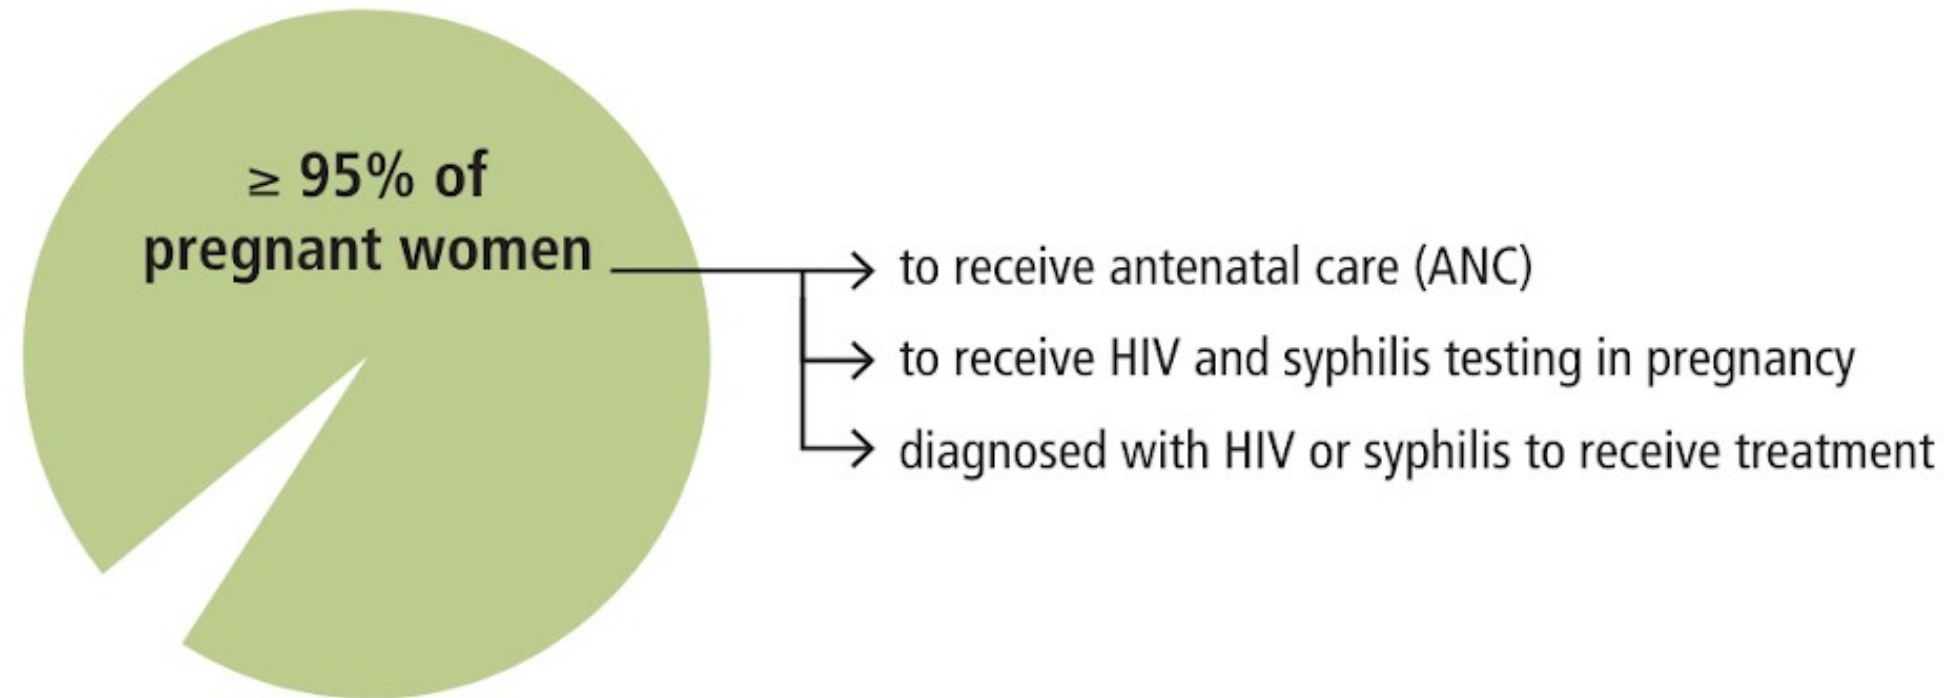 ≥ 95% of
pregnant women
to receive antenatal care (ANC)
to receive HIV and syphilis testing in pregnancy
diagnosed with HIV or syphilis to receive treatment